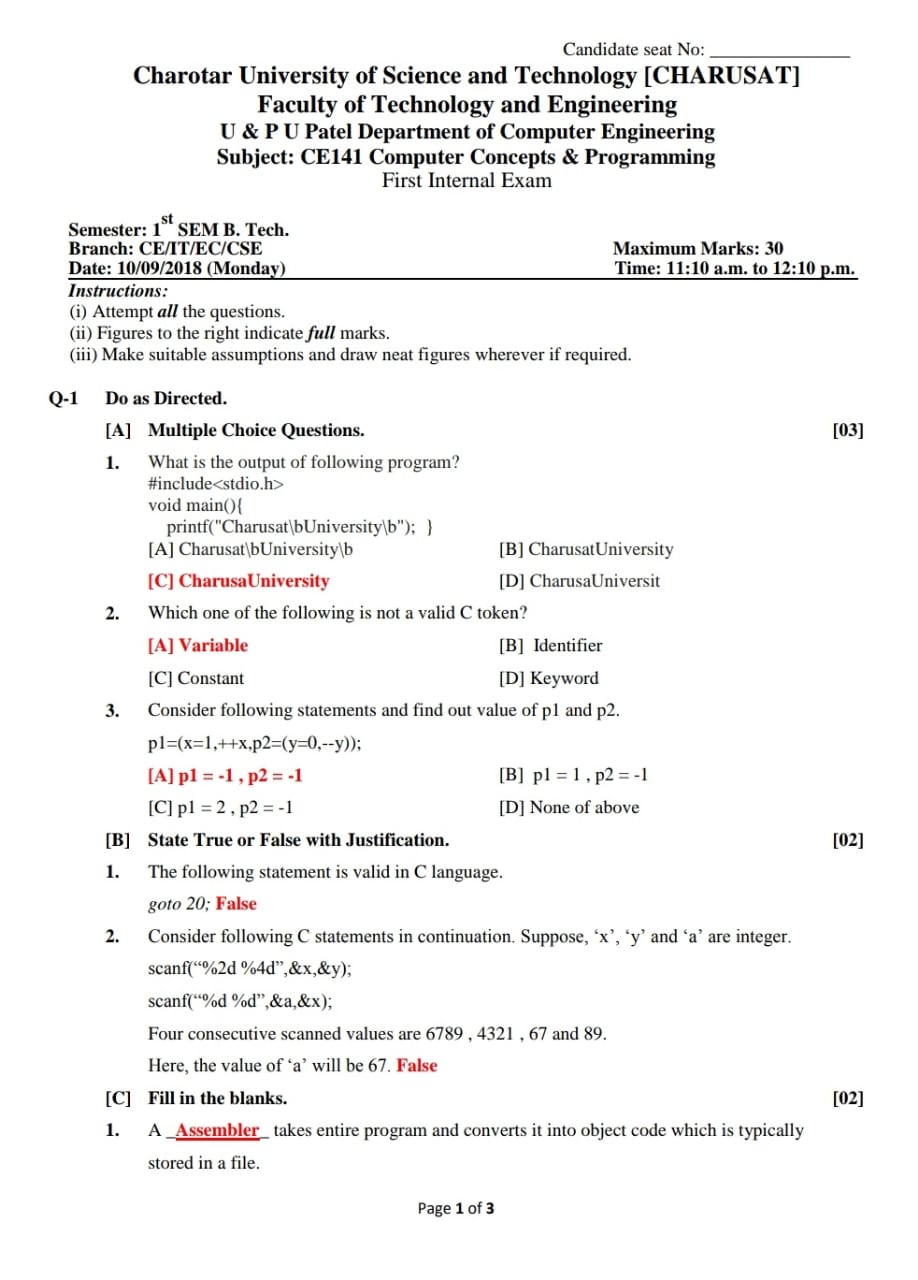 Candidate seat No: _______________
Charotar University of Science and Technology [CHARUSAT]
Faculty of Technology and Engineering
U & P U Patel Department of Computer Engineering
Subject: CE141 Computer Concepts & Programming
First Internal Exam
Semester: 1st SEM B. Tech.
Branch: CE/IT/EC/CSE Maximum Marks: 30
Date: 10/09/2018 (Monday) Time: 11:10 a.m. to 12:10 p.m.
Instructions:
(i) Attempt all the questions.
(ii) Figures to the right indicate full marks.
(iii) Make suitable assumptions and draw neat figures wherever if required.
Q-1 Do as Directed.
[A] Multiple Choice Questions. [03]
1. What is the output of following program?
#include<stdio.h>
void main(){
printf("Charusat\bUniversity\b"); }
[A] Charusat\bUniversity\b [B] CharusatUniversity
[C] CharusaUniversity [D] CharusaUniversit
2. Which one of the following is not a valid C token?
[A] Variable [B] Identifier
[C] Constant [D] Keyword
3. Consider following statements and find out value of p1 and p2.
p1=(x=1,++x,p2=(y=0,--y));
[A] p1 = -1 , p2 = -1 [B] p1 = 1 , p2 = -1
[C] p1 = 2 , p2 = -1 [D] None of above
[B] State True or False with Justification. [02]
1. The following statement is valid in C language.
goto 20; False
2. Consider following C statements in continuation. Suppose, ‘x’, ‘y’ and ‘a’ are integer.
scanf(“%2d %4d”,&x,&y);
scanf(“%d %d”,&a,&x);
Four consecutive scanned values are 6789 , 4321 , 67 and 89.
Here, the value of ‘a’ will be 67. False
[C] Fill in the blanks. [02]
1. A _Assembler_ takes entire program and converts it into object code which is typically
stored in a file.
Page 1 of 3